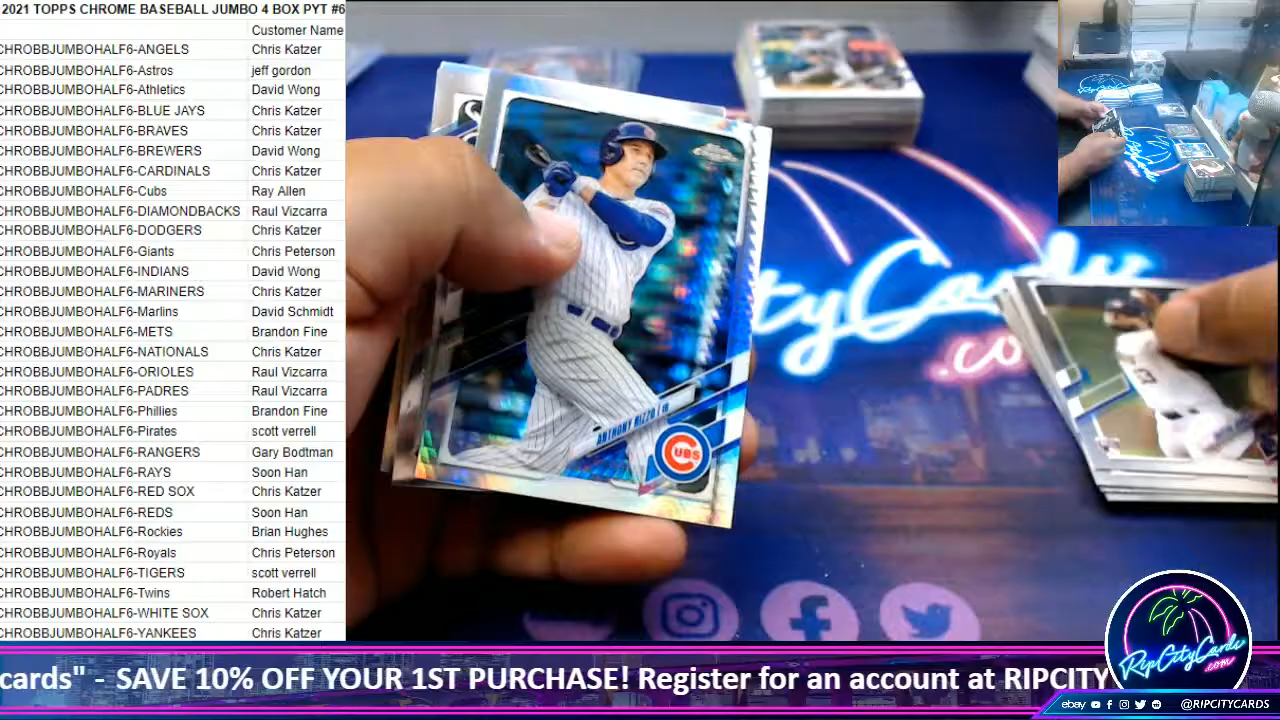 2021 TOPPS CHROME BASEBALL JUMBO 4 BOX PYT #6
Customer Name
CHROBBJUMBOHALF6-ANGELS Chris Katzer
CHROBBJUMBOHALF6-Astros jeff gordon
CHROBBJUMBOHALF6-Athletics David Wong
CHROBBJUMBOHALF6-BLUE JAYS Chris Katzer
CHROBBJUMBOHALF6-BRAVES Chris Katzer
CHROBBJUMBOHALF6-BREWERS David Wong
CHROBBJUMBOHALF6-CARDINALS Chris Katzer
CHROBBJUMBOHALF6-Cubs Ray Allen
CHROBBJUMBOHALF6-DIAMONDBACKS Raul Vizcarra
CHROBBJUMBOHALF6-DODGERS Chris Katzer
CHROBBJUMBOHALF6-Giants Chris Peterson
CHROBBJUMBOHALF6-INDIANS David Wong
CHROBBJUMBOHALF6-MARINERS Chris Katzer
CHROBBJUMBOHALF6-Marlins David Schmidt
CHROBBJUMBOHALF6-METS Brandon Fine
CHROBBJUMBOHALF6-NATIONALS Chris Katzer
CHROBBJUMBOHALF6-ORIOLES Raul Vizcarra
CHROBBJUMBOHALF6-PADRES Raul Vizcarra
CHROBBJUMBOHALF6-Phillies Brandon Fine
CHROBBJUMBOHALF6-Pirates scott verrell
CHROBBJUMBOHALF6-RANGERS Gary Bodtman
CHROBBJUMBOHALF6-RAYS Soon Han
CHROBBJUMBOHALF6-RED SOX Chris Katzer
CHROBBJUMBOHALF6-REDS Soon Han
CHROBBJUMBOHALF6-Rockies Brian Hughes
CHROBBJUMBOHALF6-Royals Chris Peterson
CHROBBJUMBOHALF6-TIGERS scott verrell
CHROBBJUMBOHALF6-Twins Robert Hatch
CHROBBJUMBOHALF6-WHITE SOX Chris Katzer
CHROBBJUMBOHALF6-YANKEES Chris Katzer
ANTHONY RIZZO
CUBS
tyCards
.co
RipCityCards
.com
cards" - SAVE 10% OFF YOUR 1ST PURCHASE! Register for an account at RIPCITY
ebay @RIPCITYCARDS